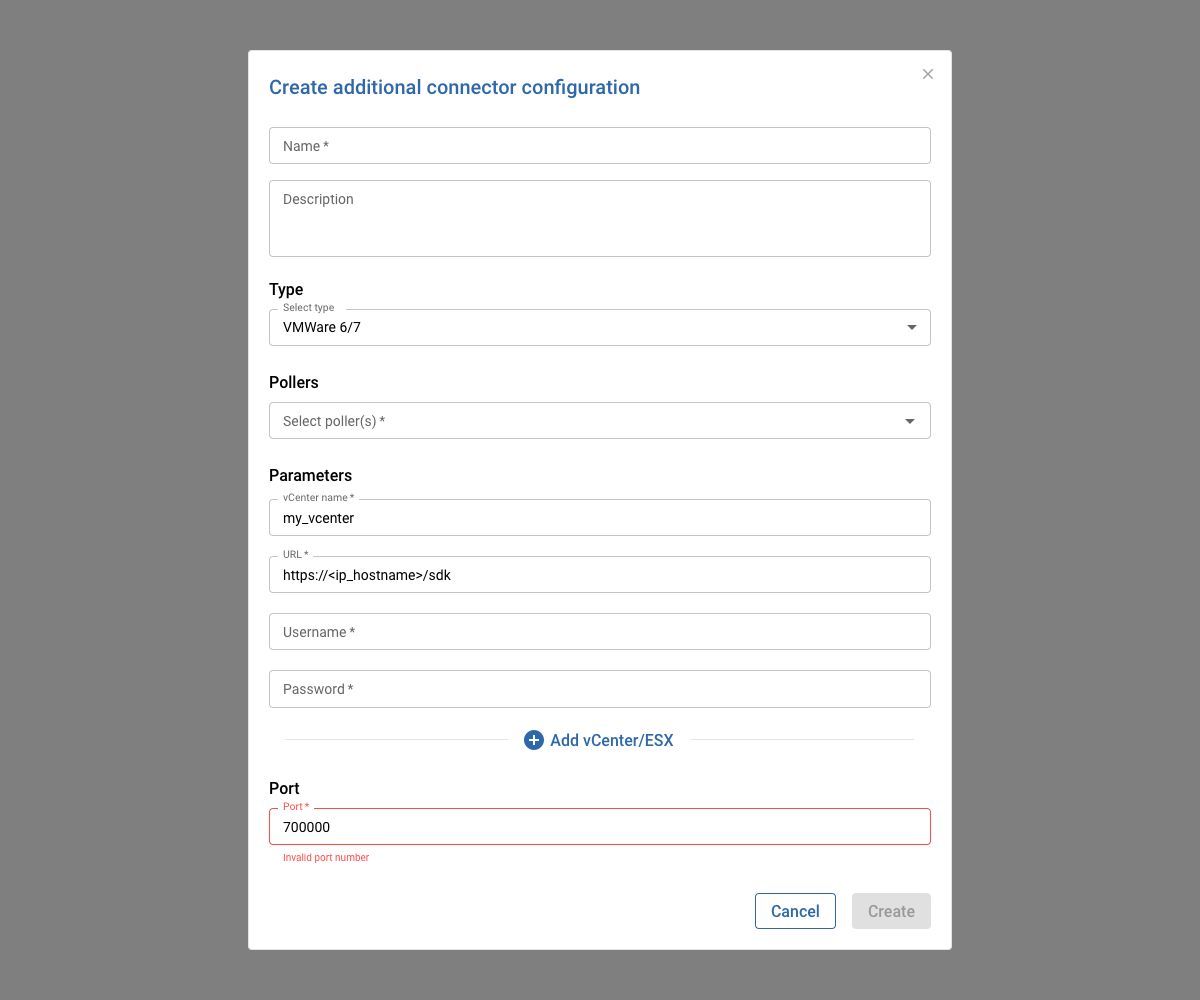 Create additional connector configuration
Name *
Description
Type
Select type
VMWare 6/7
Pollers
Select poller(s) *
Parameters
vCenter name *
my_vcenter
URL *
https://<ip_hostname>/sdk
Username *
Password *
Add vCenter/ESX
Port
Port *
700000
Invalid port number
Cancel
Create